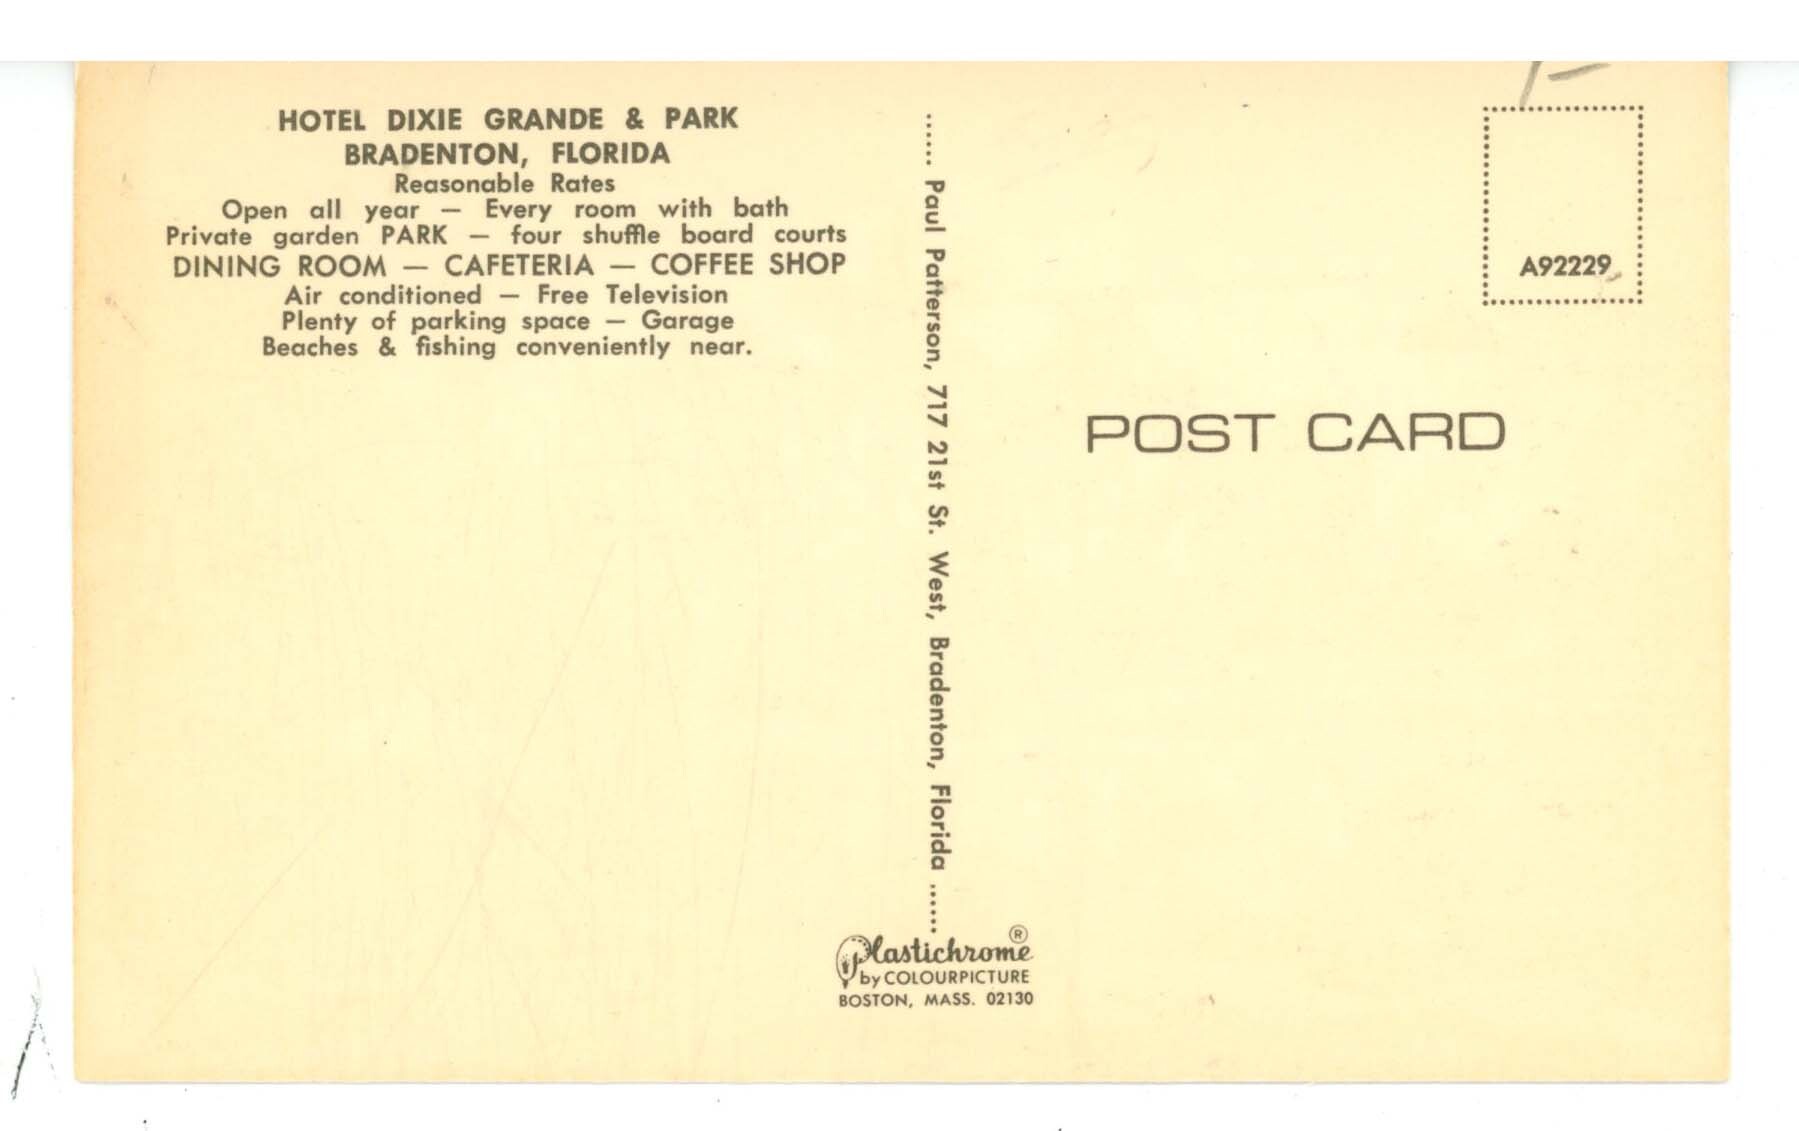 HOTEL DIXIE GRANDE & PARK
BRADENTON, FLORIDA
Reasonable Rates
Open all year — Every room with bath
Private garden PARK — four shuffle board courts
DINING ROOM — CAFETERIA — COFFEE SHOP
Air conditioned — Free Television
Plenty of parking space — Garage
Beaches & fishing conveniently near.
Paul Patterson, 717 21st St. West, Bradenton, Florida
Plastichrome ®
by COLOURPICTURE
BOSTON, MASS. 02130
A92229
POST CARD